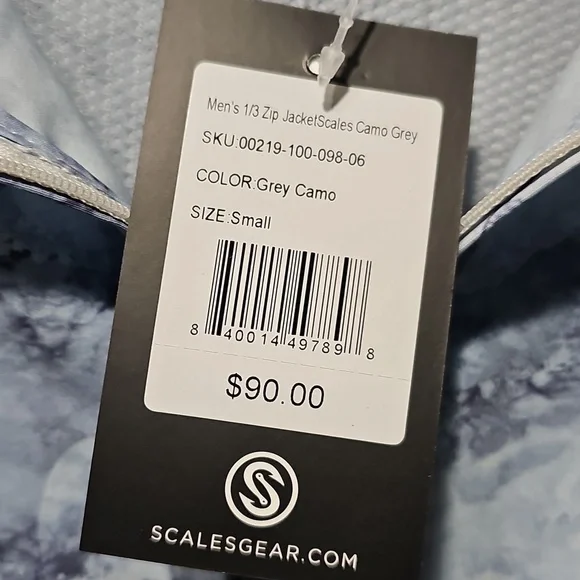 Men's 1/3 Zip JacketScales Camo Grey
SKU:00219-100-098-06
COLOR:Grey Camo
SIZE:Small
8 40014 49789 8
$90.00
S
SCALESGEAR.COM